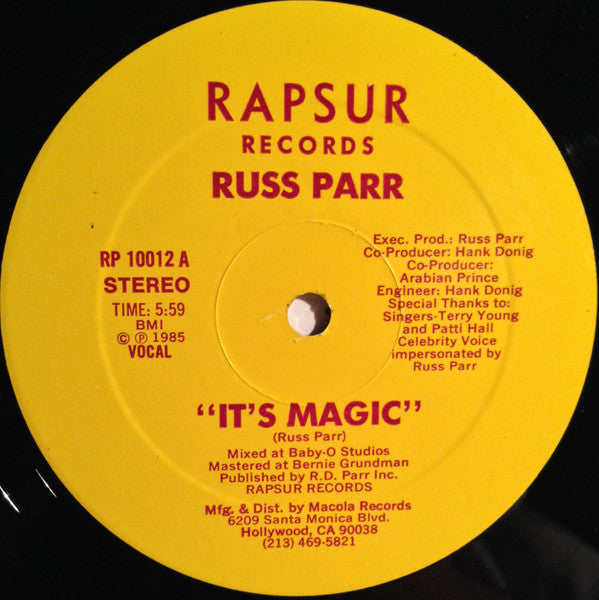 RAPSUR
RECORDS
RUSS PARR
RP 10012 A
STEREO
TIME: 5:59
BMI
© ℗ 1985
VOCAL
Exec. Prod.: Russ Parr
Co-Producer: Hank Donig
Co-Producer:
Arabian Prince
Engineer: Hank Donig
Special Thanks to:
Singers-Terry Young
and Patti Hall
Celebrity Voice
impersonated by
Russ Parr
"IT'S MAGIC"
(Russ Parr)
Mixed at Baby-O Studios
Mastered at Bernie Grundman
Published by R.D. Parr Inc.
RAPSUR RECORDS
Mfg. & Dist. by Macola Records
6209 Santa Monica Blvd.
Hollywood, CA 90038
(213) 469-5821